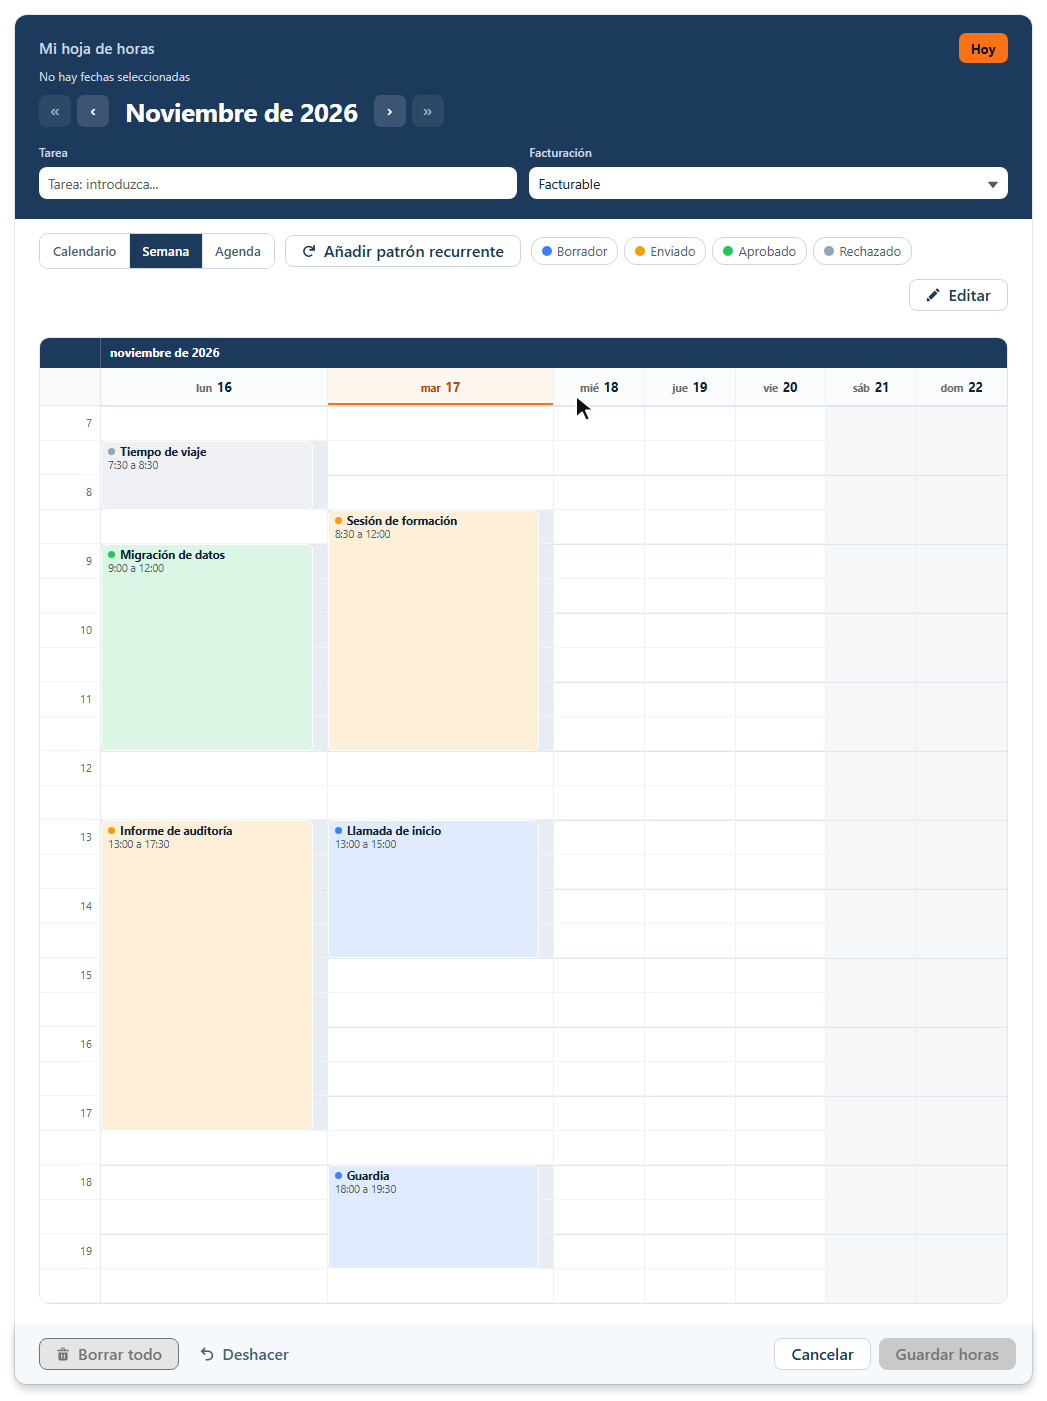 Mi hoja de horas
Hoy
No hay fechas seleccionadas
« ‹ Noviembre de 2026 › »
Tarea
Facturación
Tarea: introduzca...
Facturable
Calendario Semana Agenda
Añadir patrón recurrente
Borrador Enviado Aprobado Rechazado
Editar
noviembre de 2026
lun 16 mar 17 mié 18 jue 19 vie 20 sáb 21 dom 22
7
Tiempo de viaje
7:30 a 8:30
8
Sesión de formación
8:30 a 12:00
Migración de datos
9:00 a 12:00
9
10
11
12
Informe de auditoría
13:00 a 17:30
Llamada de inicio
13:00 a 15:00
13
14
15
16
17
Guardia
18:00 a 19:30
18
19
Borrar todo Deshacer Cancelar Guardar horas